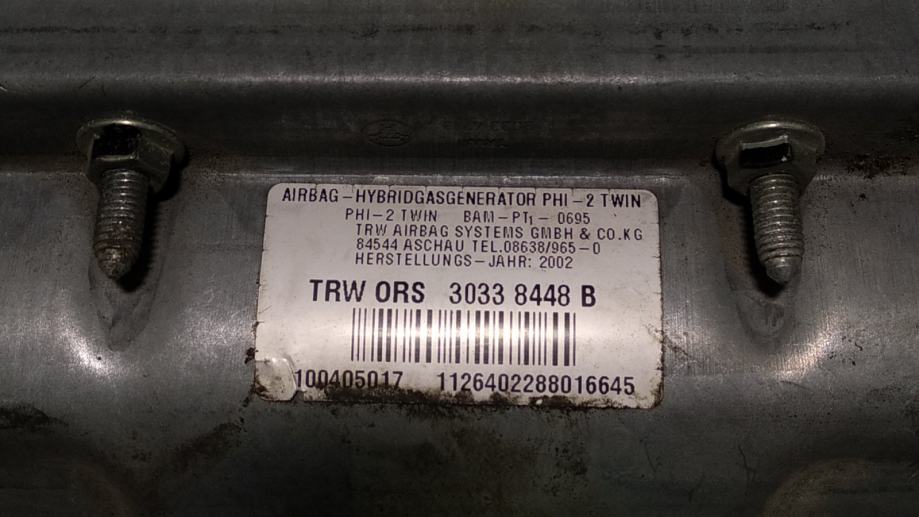 AIRBAG-HYBRIDGASGENERATOR PHI-2 TWIN
PHI-2 TWIN BAM-PT1-0695
TRW AIRBAG SYSTEMS GMBH & CO.KG
84544 ASCHAU TEL.08638/965-0
HERSTELLUNGS-JAHR: 2002
TRW ORS 3033 8448 B
100405017 1126402288016645